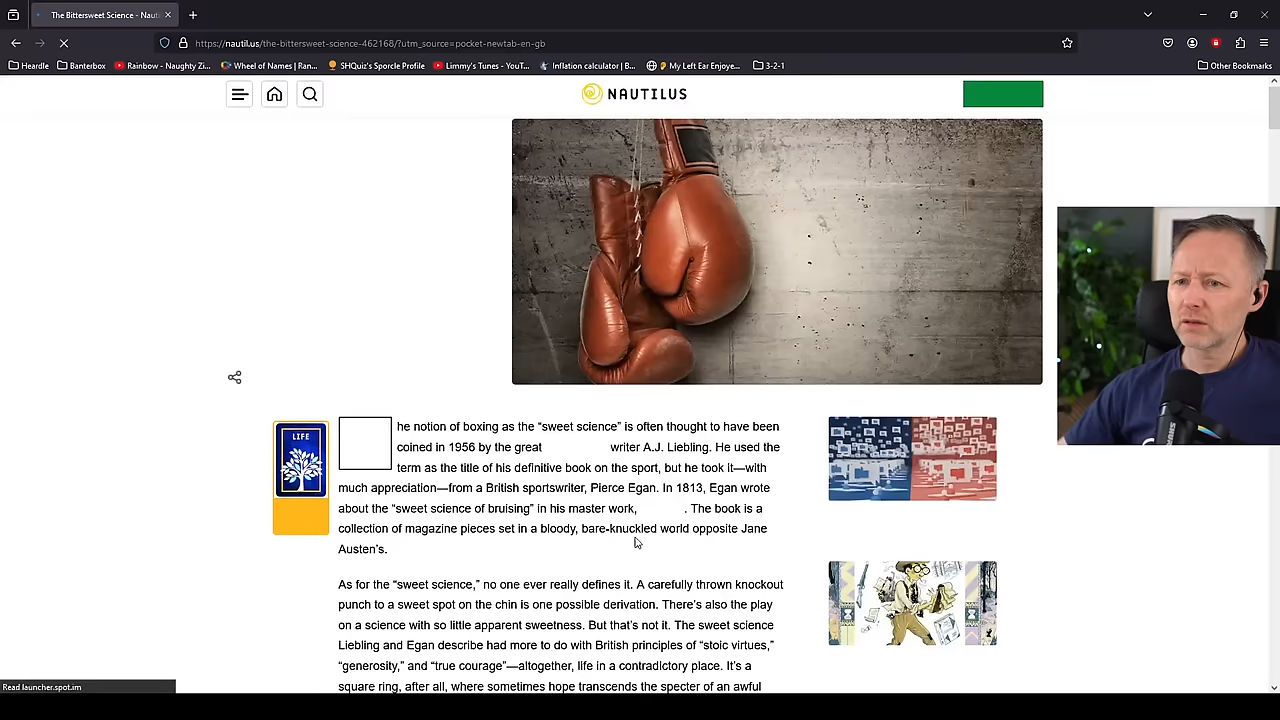 The Bittersweet Science - Nauti
https://nautil.us/the-bittersweet-science-462168/?utm_source=pocket-newtab-en-gb
Heardle
Banterbox
Rainbow - Naughty Zi...
Wheel of Names | Ran...
SHQuiz's Sporcle Profile
Limmy's Tunes - YouT...
Inflation calculator | B...
My Left Ear Enjoye...
3-2-1
Other Bookmarks
NAUTILUS
LIFE
he notion of boxing as the “sweet science” is often thought to have been
coined in 1956 by the great writer A.J. Liebling. He used the
term as the title of his definitive book on the sport, but he took it—with
much appreciation—from a British sportswriter, Pierce Egan. In 1813, Egan wrote
about the “sweet science of bruising” in his master work, . The book is a
collection of magazine pieces set in a bloody, bare-knuckled world opposite Jane
Austen’s.
As for the “sweet science,” no one ever really defines it. A carefully thrown knockout
punch to a sweet spot on the chin is one possible derivation. There’s also the play
on a science with so little apparent sweetness. But that’s not it. The sweet science
Liebling and Egan describe had more to do with British principles of “stoic virtues,”
“generosity,” and “true courage”—altogether, life in a contradictory place. It’s a
square ring, after all, where sometimes hope transcends the specter of an awful
Read launcher.spot.im